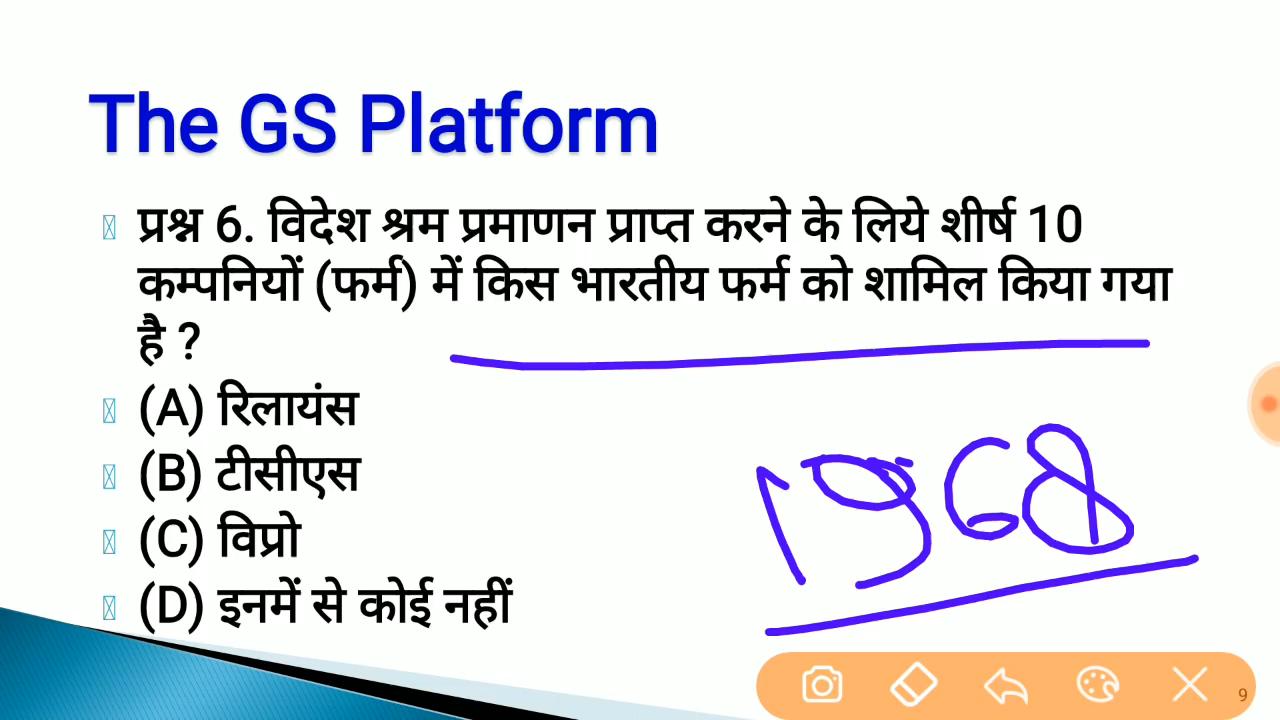 The GS Platform
प्रश्न 6. विदेश श्रम प्रमाणन प्राप्त करने के लिये शीर्ष 10
कम्पनियों (फर्म) में किस भारतीय फर्म को शामिल किया गया
है ?
(A) रिलायंस
(B) टीसीएस
(C) विप्रो
(D) इनमें से कोई नहीं
1968
9